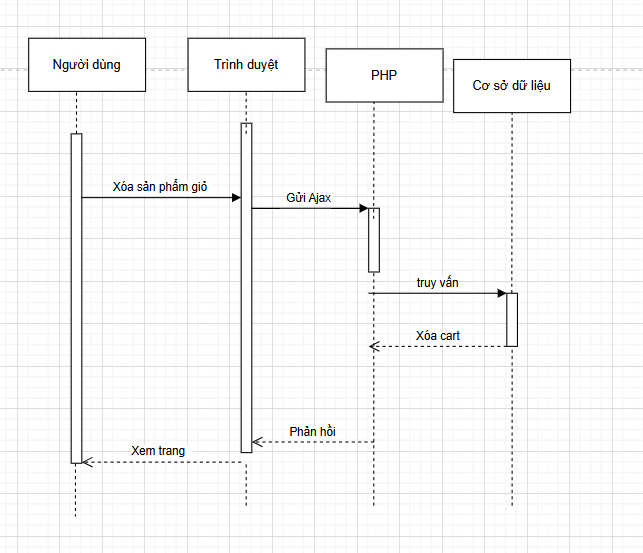 Người dùng
Trình duyệt
PHP
Cơ sở dữ liệu
Xóa sản phẩm giỏ
Gửi Ajax
truy vấn
Xóa cart
Phản hồi
Xem trang